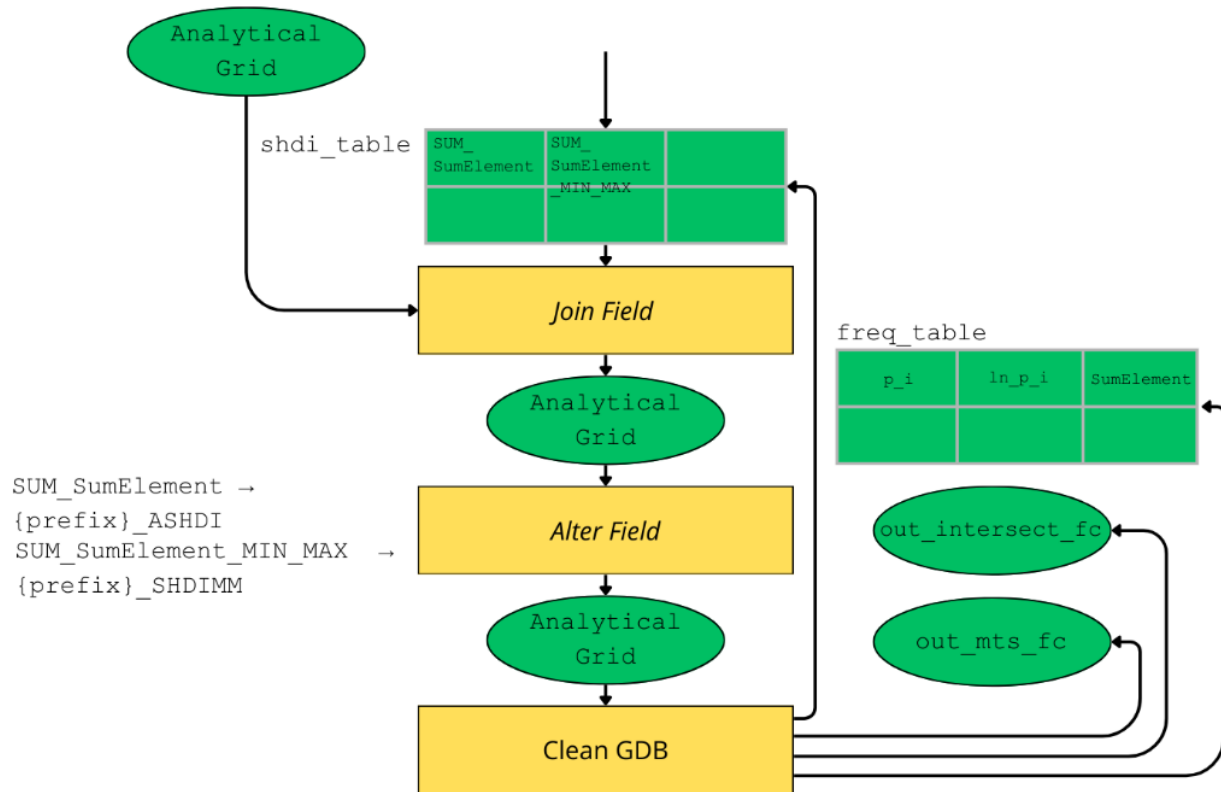 Analytical
Grid
shdi_table
SUM_
SumElement
SUM_
SumElement
_MIN_MAX
Join Field
freq_table
p_i
ln_p_i
SumElement
Analytical
Grid
SUM_SumElement →
{prefix}_ASHDI
SUM_SumElement_MIN_MAX →
{prefix}_SHDIMM
Alter Field
out_intersect_fc
Analytical
Grid
out_mts_fc
Clean GDB